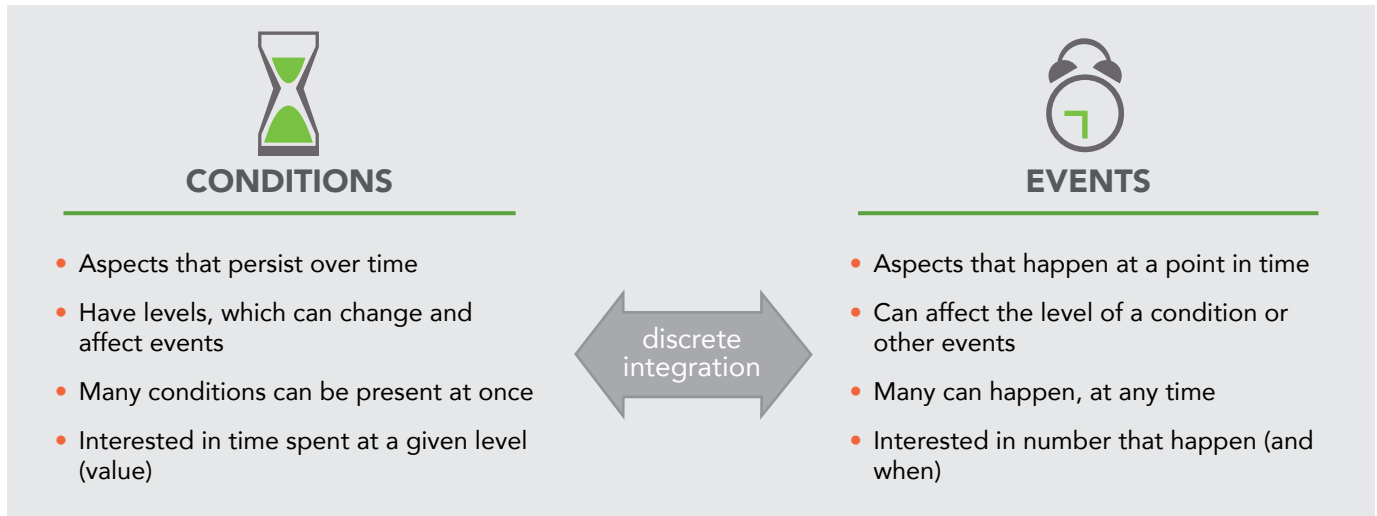 CONDITIONS
• Aspects that persist over time
• Have levels, which can change and
affect events
• Many conditions can be present at once
• Interested in time spent at a given level
(value)
discrete
integration
EVENTS
• Aspects that happen at a point in time
• Can affect the level of a condition or
other events
• Many can happen, at any time
• Interested in number that happen (and
when)